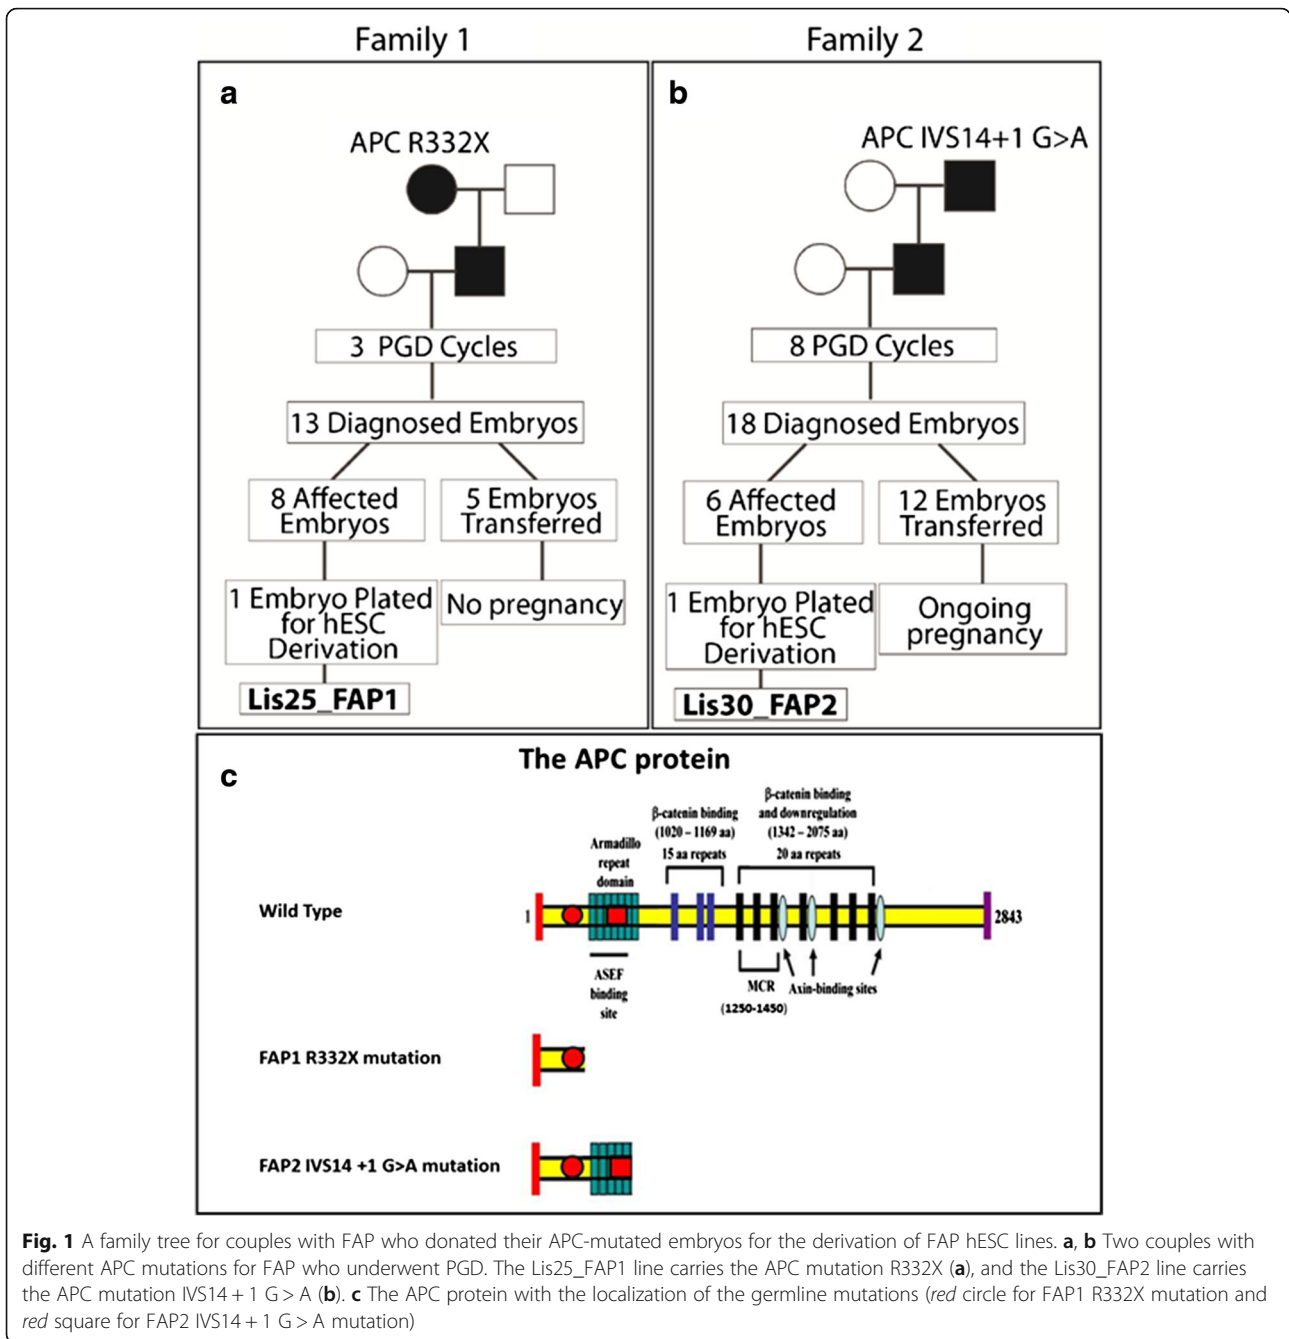 Family 1
Family 2
a
APC R332X
3 PGD Cycles
13 Diagnosed Embryos
8 Affected
Embryos
5 Embryos
Transferred
1 Embryo Plated
for hESC
Derivation
No pregnancy
Lis25_FAP1
b
APC IVS14+1 G>A
8 PGD Cycles
18 Diagnosed Embryos
6 Affected
Embryos
12 Embryos
Transferred
1 Embryo Plated
for hESC
Derivation
Ongoing
pregnancy
Lis30_FAP2
c
The APC protein
Armadillo
repeat
domain
β-catenin binding
(1020 – 1169 aa)
15 aa repeats
β-catenin binding
and downregulation
(1342 – 2075 aa)
20 aa repeats
Wild Type
1
2843
ASEF
binding
site
MCR
(1250-1450)
Axin-binding sites
FAP1 R332X mutation
FAP2 IVS14 +1 G>A mutation
Fig. 1 A family tree for couples with FAP who donated their APC-mutated embryos for the derivation of FAP hESC lines. a, b Two couples with
different APC mutations for FAP who underwent PGD. The Lis25_FAP1 line carries the APC mutation R332X (a), and the Lis30_FAP2 line carries
the APC mutation IVS14 + 1 G > A (b). c The APC protein with the localization of the germline mutations (red circle for FAP1 R332X mutation and
red square for FAP2 IVS14 + 1 G > A mutation)